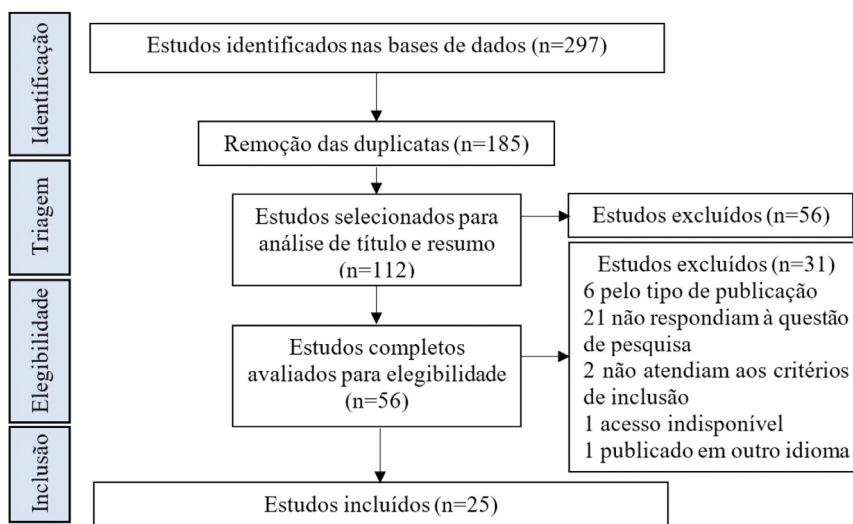 Identificação
Estudos identificados nas bases de dados (n=297)
Remoção das duplicatas (n=185)
Triagem
Estudos selecionados para
análise de título e resumo
(n=112)
Estudos excluídos (n=56)
Elegibilidade
Estudos completos
avaliados para elegibilidade
(n=56)
Estudos excluídos (n=31)
6 pelo tipo de publicação
21 não respondiam à questão
de pesquisa
2 não atendiam aos critérios
de inclusão
1 acesso indisponível
1 publicado em outro idioma
Inclusão
Estudos incluídos (n=25)